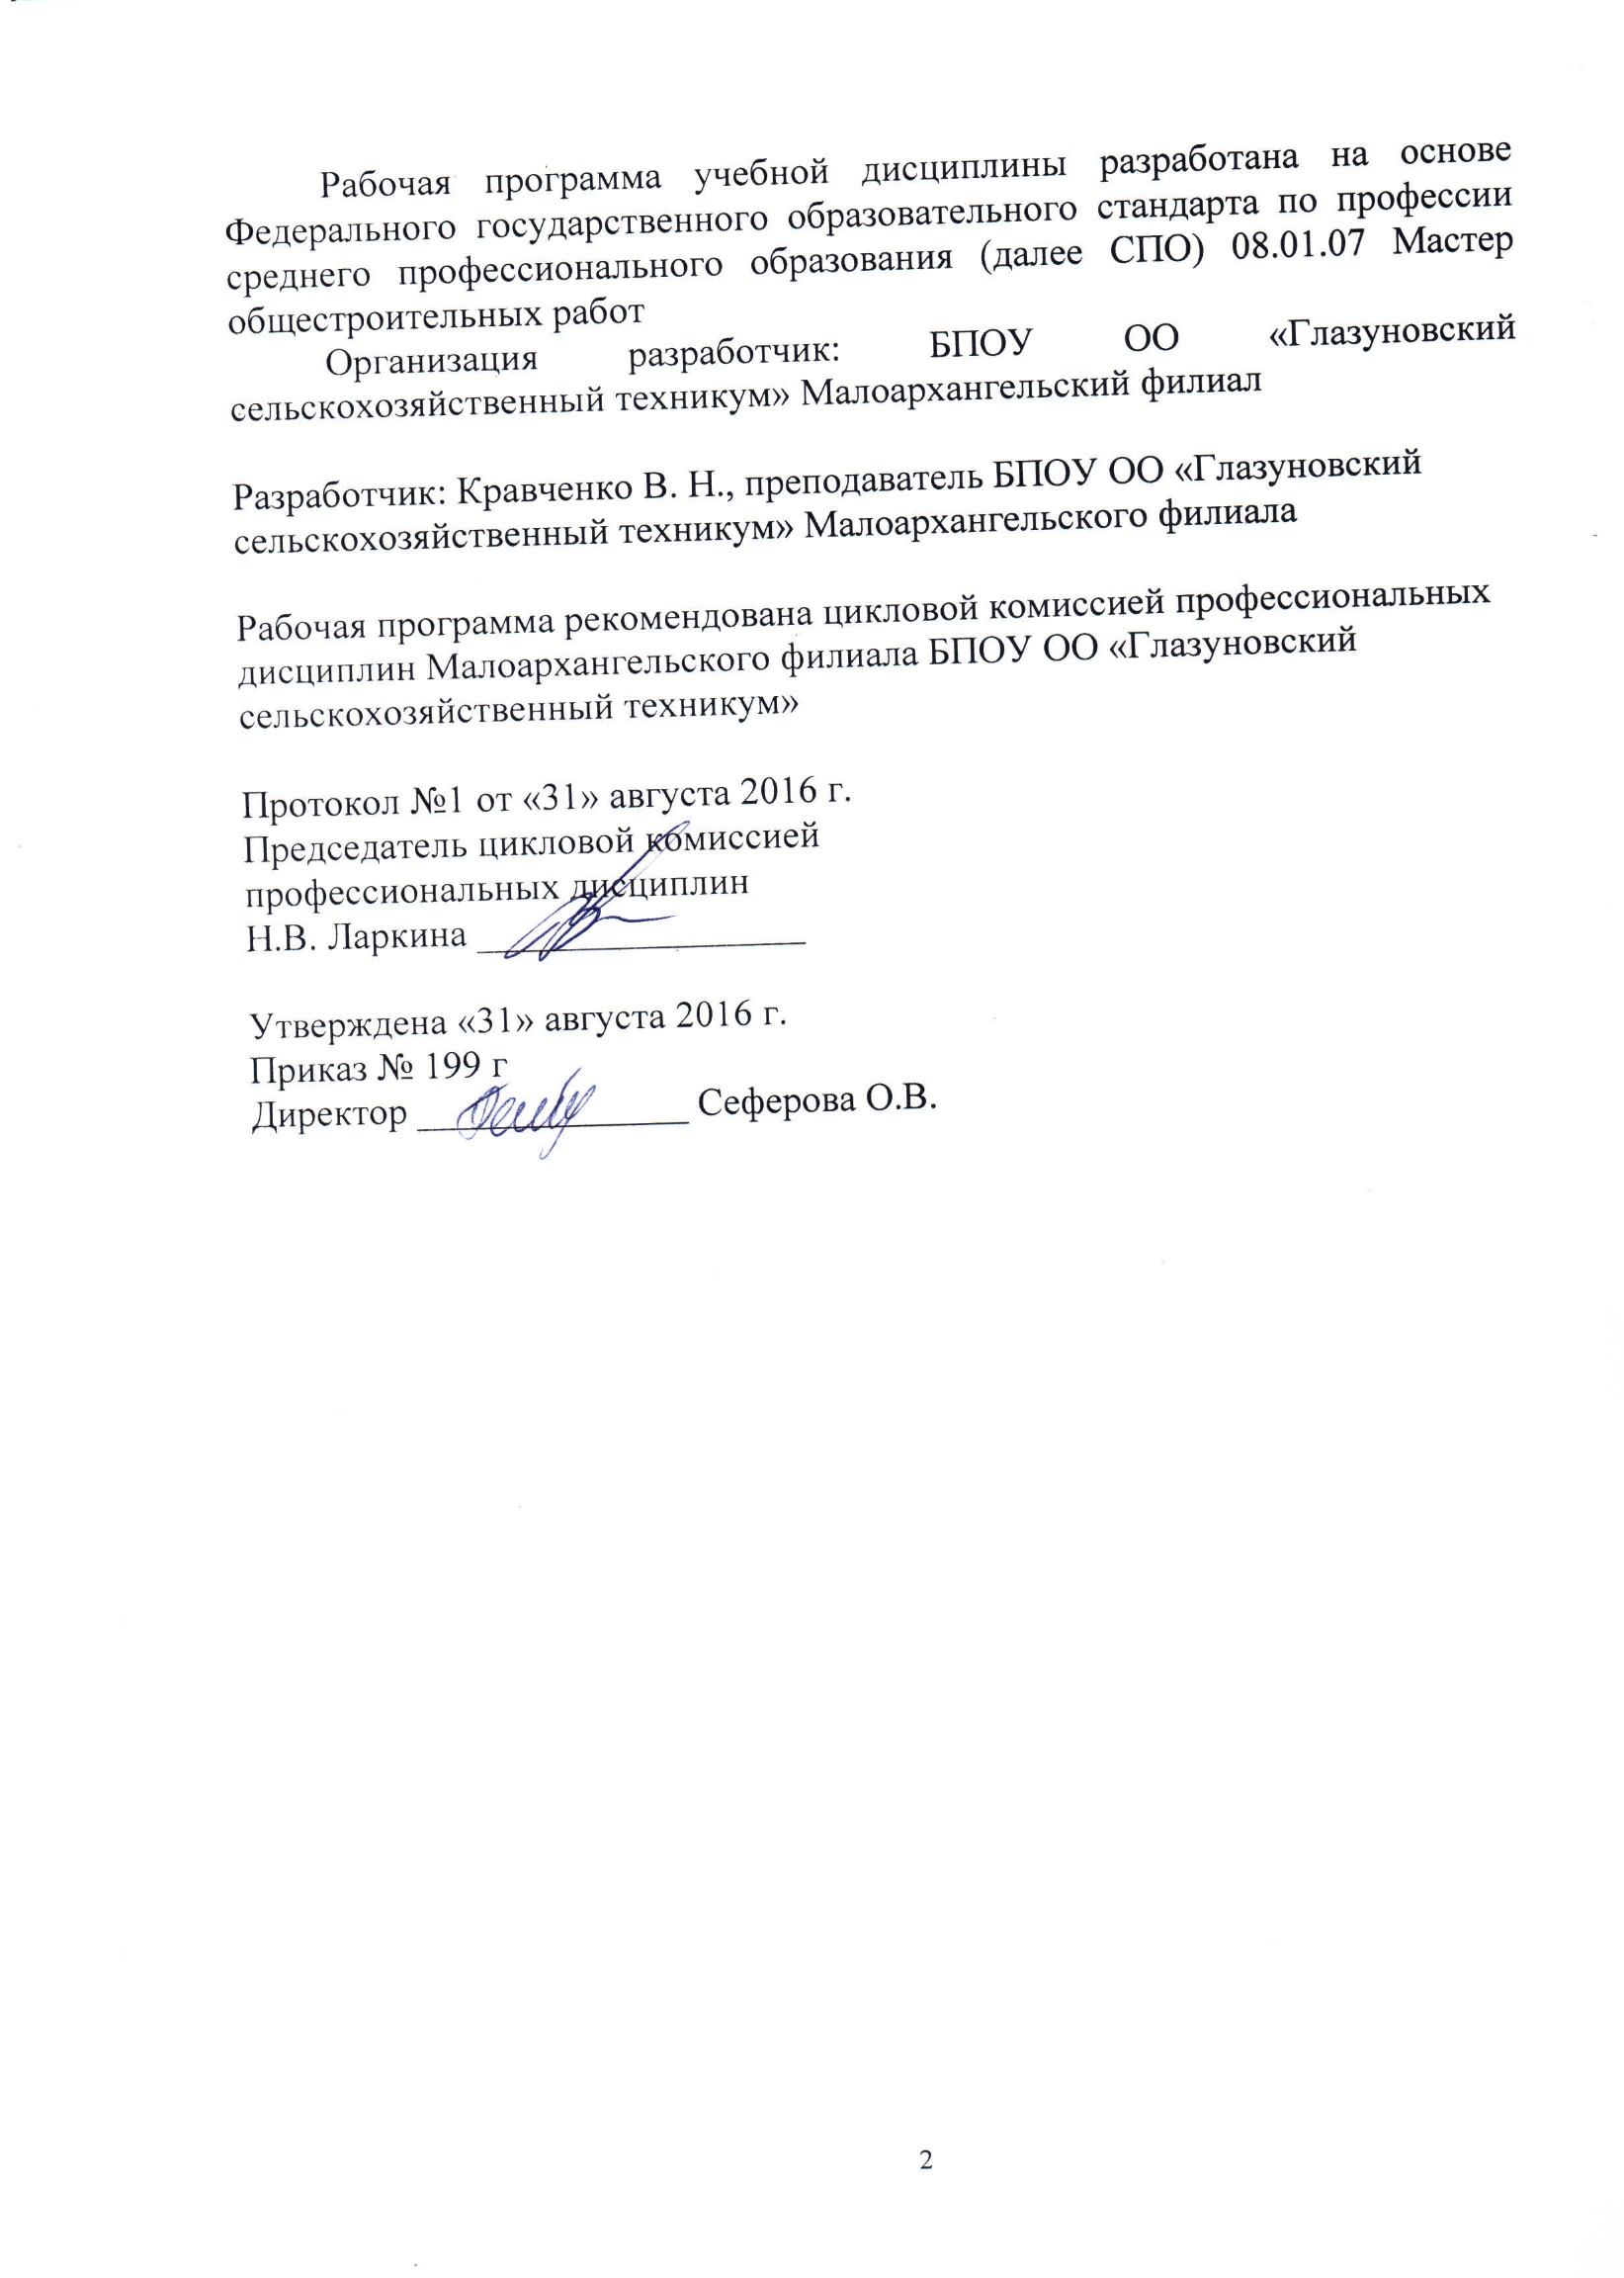 Рабочая программа учебной дисциплины разработана на основе
Федерального государственного образовательного стандарта по профессии
среднего профессионального образования (далее СПО) 08.01.07 Мастер
общестроительных работ
Организация разработчик: БПОУ ОО «Глазуновский
сельскохозяйственный техникум» Малоархангельский филиал
Разработчик: Кравченко В. Н., преподаватель БПОУ ОО «Глазуновский
сельскохозяйственный техникум» Малоархангельского филиала
Рабочая программа рекомендована цикловой комиссией профессиональных
дисциплин Малоархангельского филиала БПОУ ОО «Глазуновский
сельскохозяйственный техникум»
Протокол №1 от «31» августа 2016 г.
Председатель цикловой комиссией
профессиональных дисциплин
Н.В. Ларкина
Утверждена «31» августа 2016 г.
Приказ № 199 г
Директор Сеферова О.В.
2